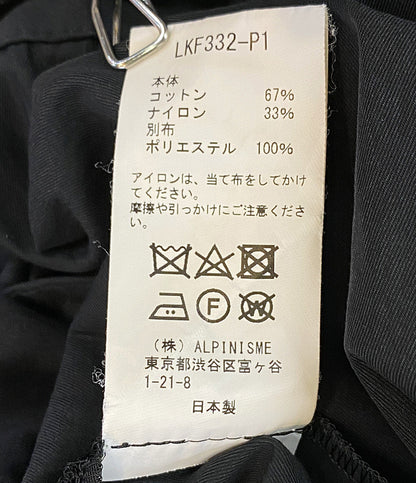 LKF332-P1
本体
コットン 67%
ナイロン 33%
別布
ポリエステル 100%
アイロンは、当て布をしてかけ
てください。
摩擦や引っかけにご注意くださ
い。
F W
(株) ALPINISME
東京都渋谷区富ヶ谷
1-21-8
日本製